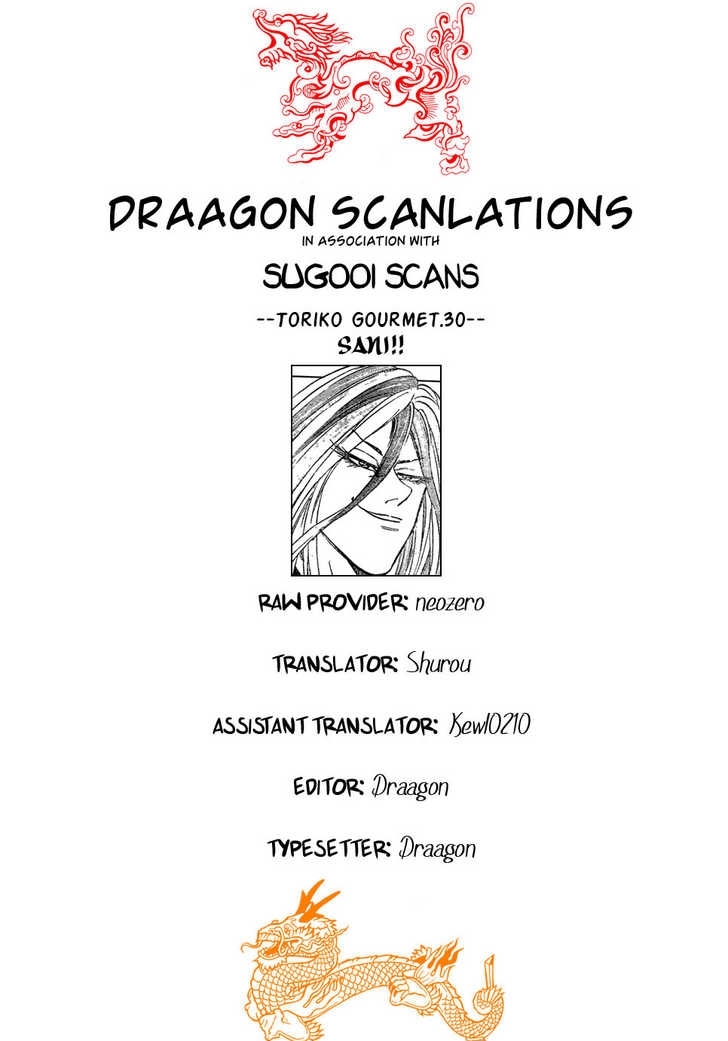 DRAAGON SCANLATIONS
IN ASSOCIATION WITH
SUGOOI SCANS
--TORIKO GOURMET.30--
SANI!!
RAW PROVIDER: neozero
TRANSLATOR: Shurou
ASSISTANT TRANSLATOR: Kewl0210
EDITOR: Draagon
TYPESETTER: Draagon